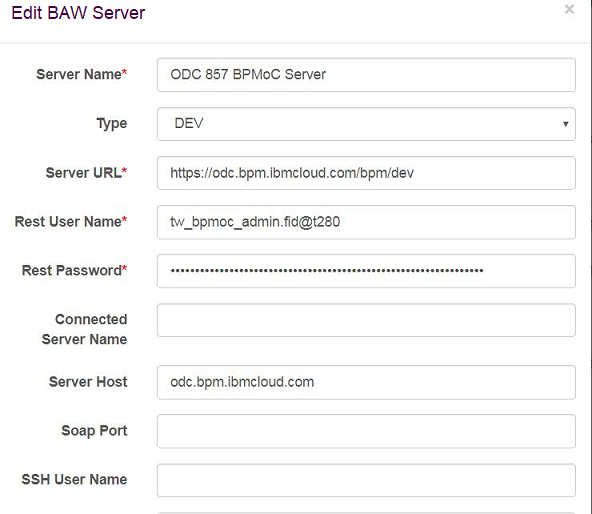 Edit BAW Server
×
Server Name* ODC 857 BPMoC Server
Type DEV
Server URL* https://odc.bpm.ibmcloud.com/bpm/dev
Rest User Name* tw_bpmoc_admin.fid@t280
Rest Password* ••••••••••••••••••••••••••••••••••••••••••••••••••••••••••••••••
Connected
Server Name
Server Host odc.bpm.ibmcloud.com
Soap Port
SSH User Name